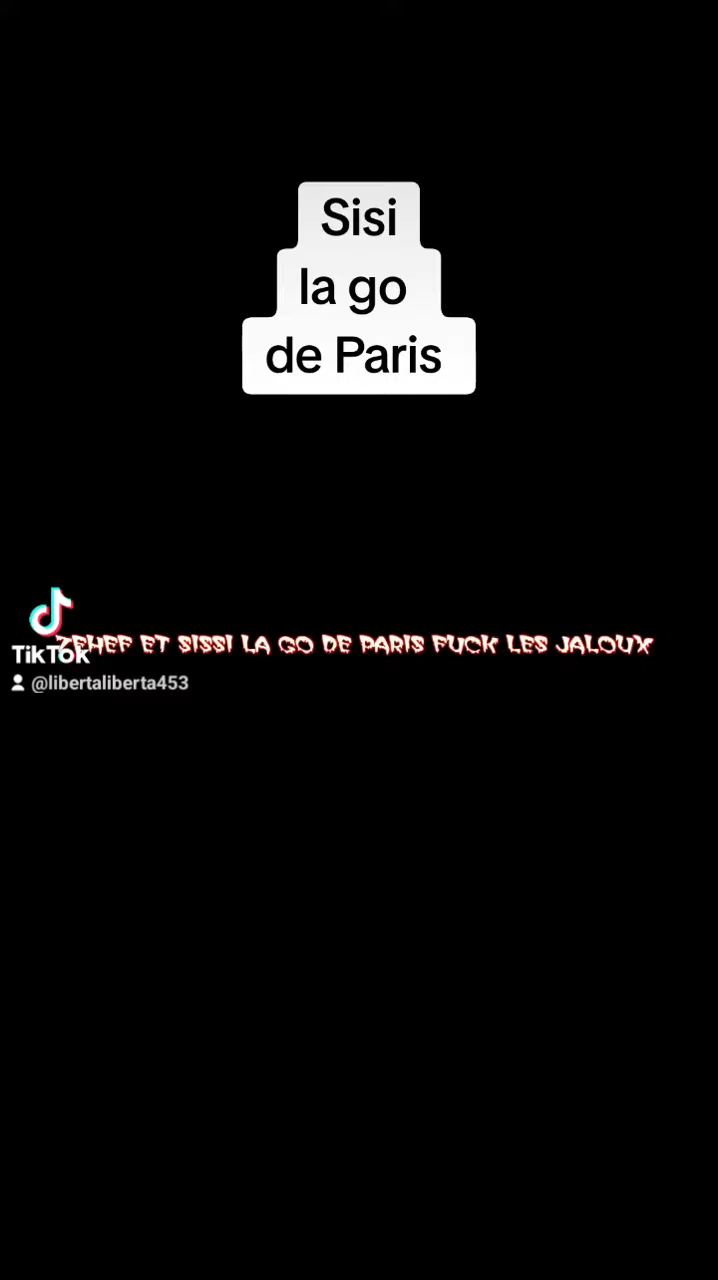 Sisi
la go
de Paris
ZEHEF ET SISSI LA GO DE PARIS FUCK LES JALOUX
TikTok
@libertaliberta453